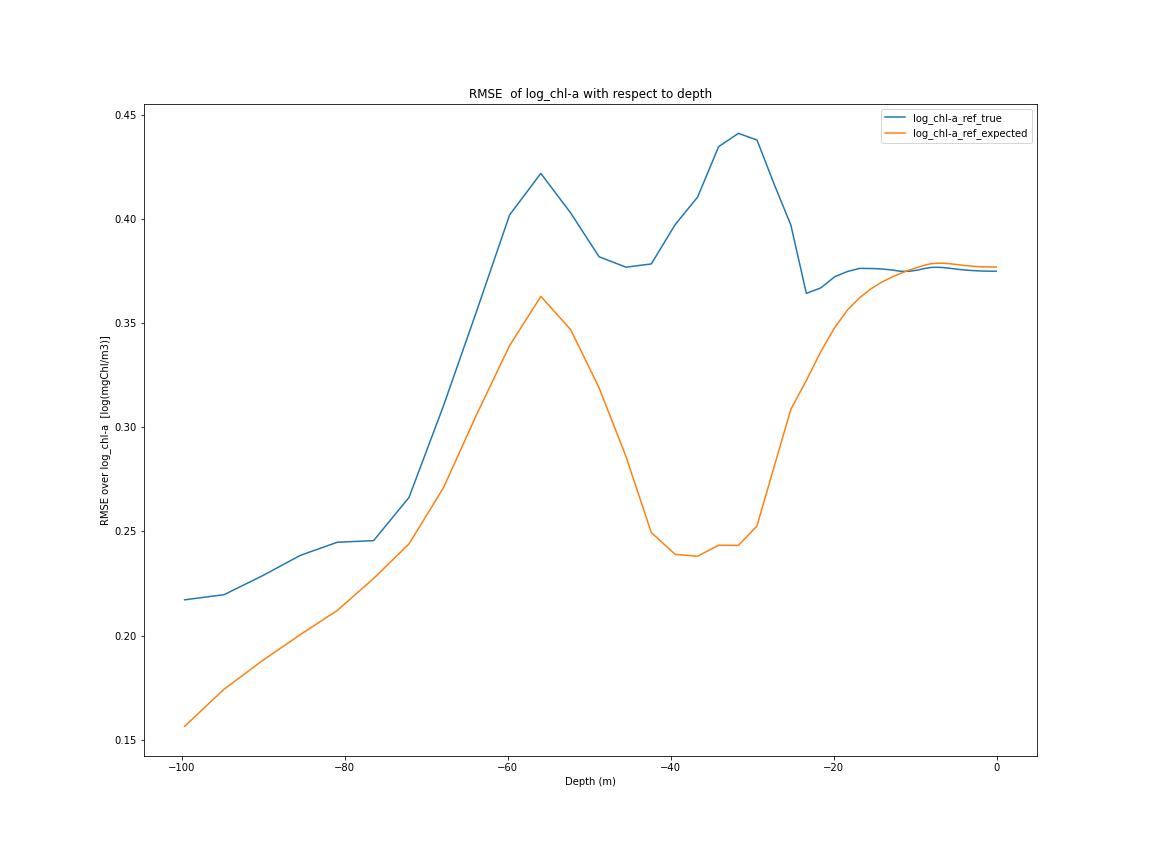 RMSE  of log_chl-a with respect to depth
log_chl-a_ref_true
log_chl-a_ref_expected
0.45
0.40
0.35
0.30
0.25
0.20
0.15
RMSE over log_chl-a  [log(mgChl/m3)]
−100
−80
−60
−40
−20
0
Depth (m)